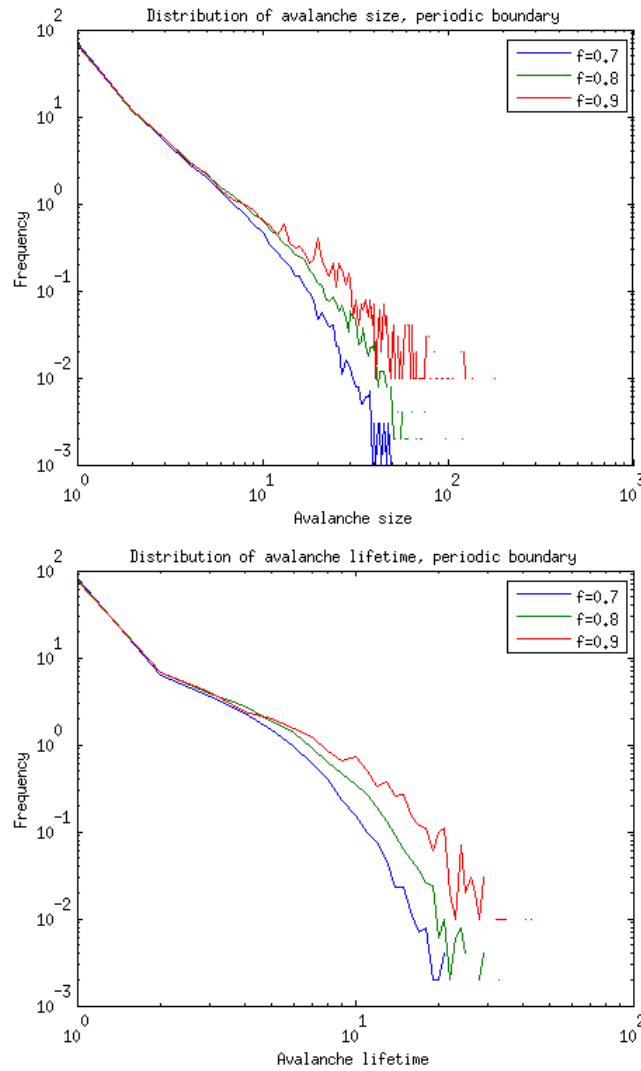 Distribution of avalanche size, periodic boundary
10^2
10^1
10^0
10^-1
10^-2
10^-3
Frequency
f=0.7
f=0.8
f=0.9
10^0
10^1
10^2
10^3
Avalanche size
Distribution of avalanche lifetime, periodic boundary
10^2
10^1
10^0
10^-1
10^-2
10^-3
Frequency
f=0.7
f=0.8
f=0.9
10^0
10^1
10^2
Avalanche lifetime